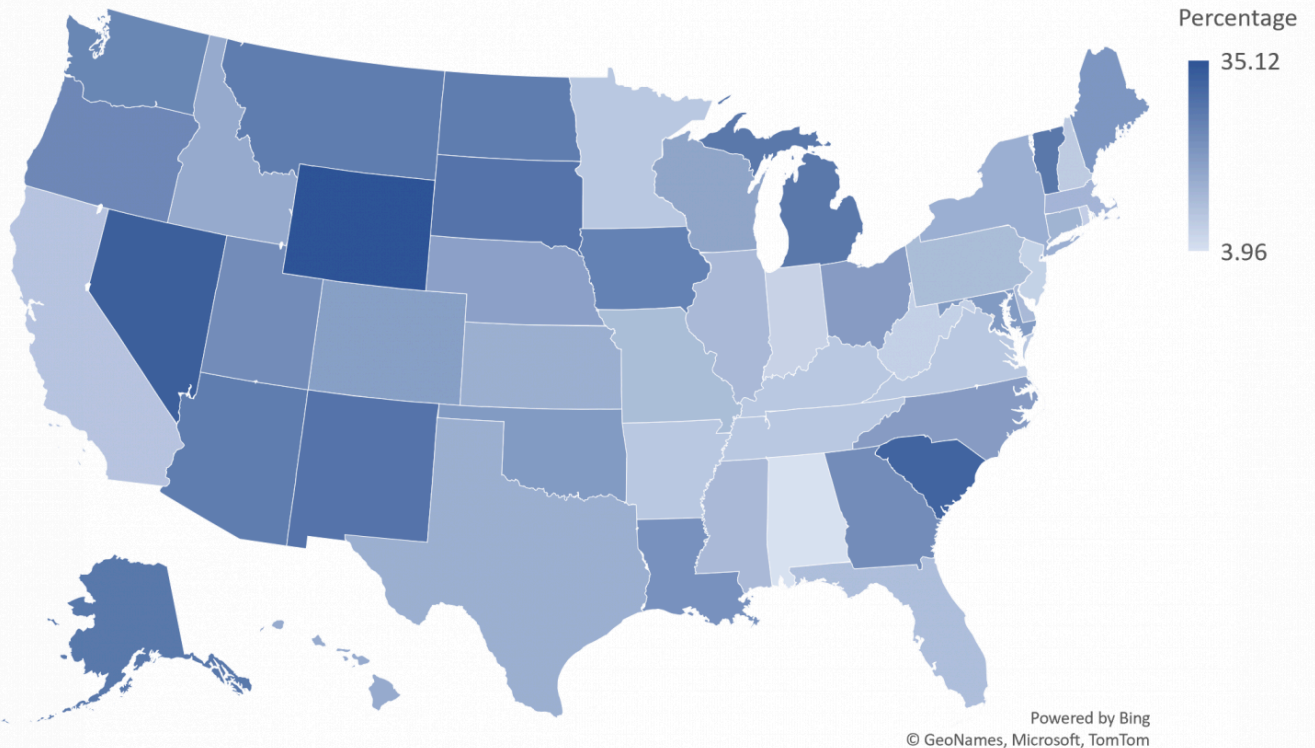 Percentage
35.12
3.96
Powered by Bing
© GeoNames, Microsoft, TomTom